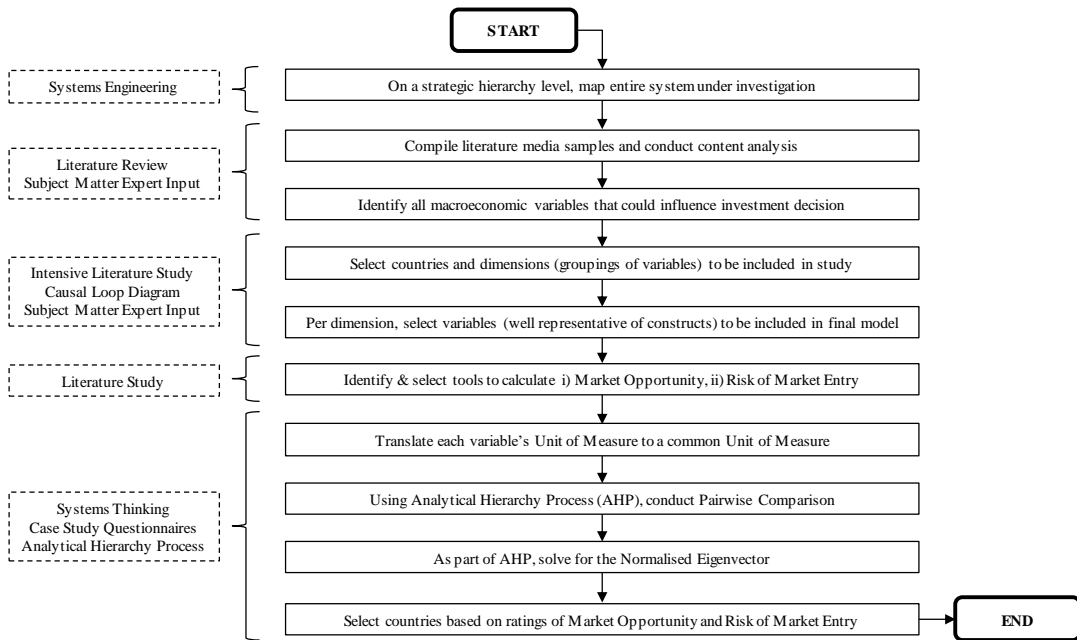 START
Systems Engineering
On a strategic hierarchy level, map entire system under investigation
Literature Review
Subject Matter Expert Input
Compile literature media samples and conduct content analysis
Identify all macroeconomic variables that could influence investment decision
Intensive Literature Study
Causal Loop Diagram
Subject Matter Expert Input
Select countries and dimensions (groupings of variables) to be included in study
Per dimension, select variables (well representative of constructs) to be included in final model
Literature Study
Identify & select tools to calculate i) Market Opportunity, ii) Risk of Market Entry
Systems Thinking
Case Study Questionnaires
Analytical Hierarchy Process
Translate each variable's Unit of Measure to a common Unit of Measure
Using Analytical Hierarchy Process (AHP), conduct Pairwise Comparison
As part of AHP, solve for the Normalised Eigenvector
Select countries based on ratings of Market Opportunity and Risk of Market Entry
END